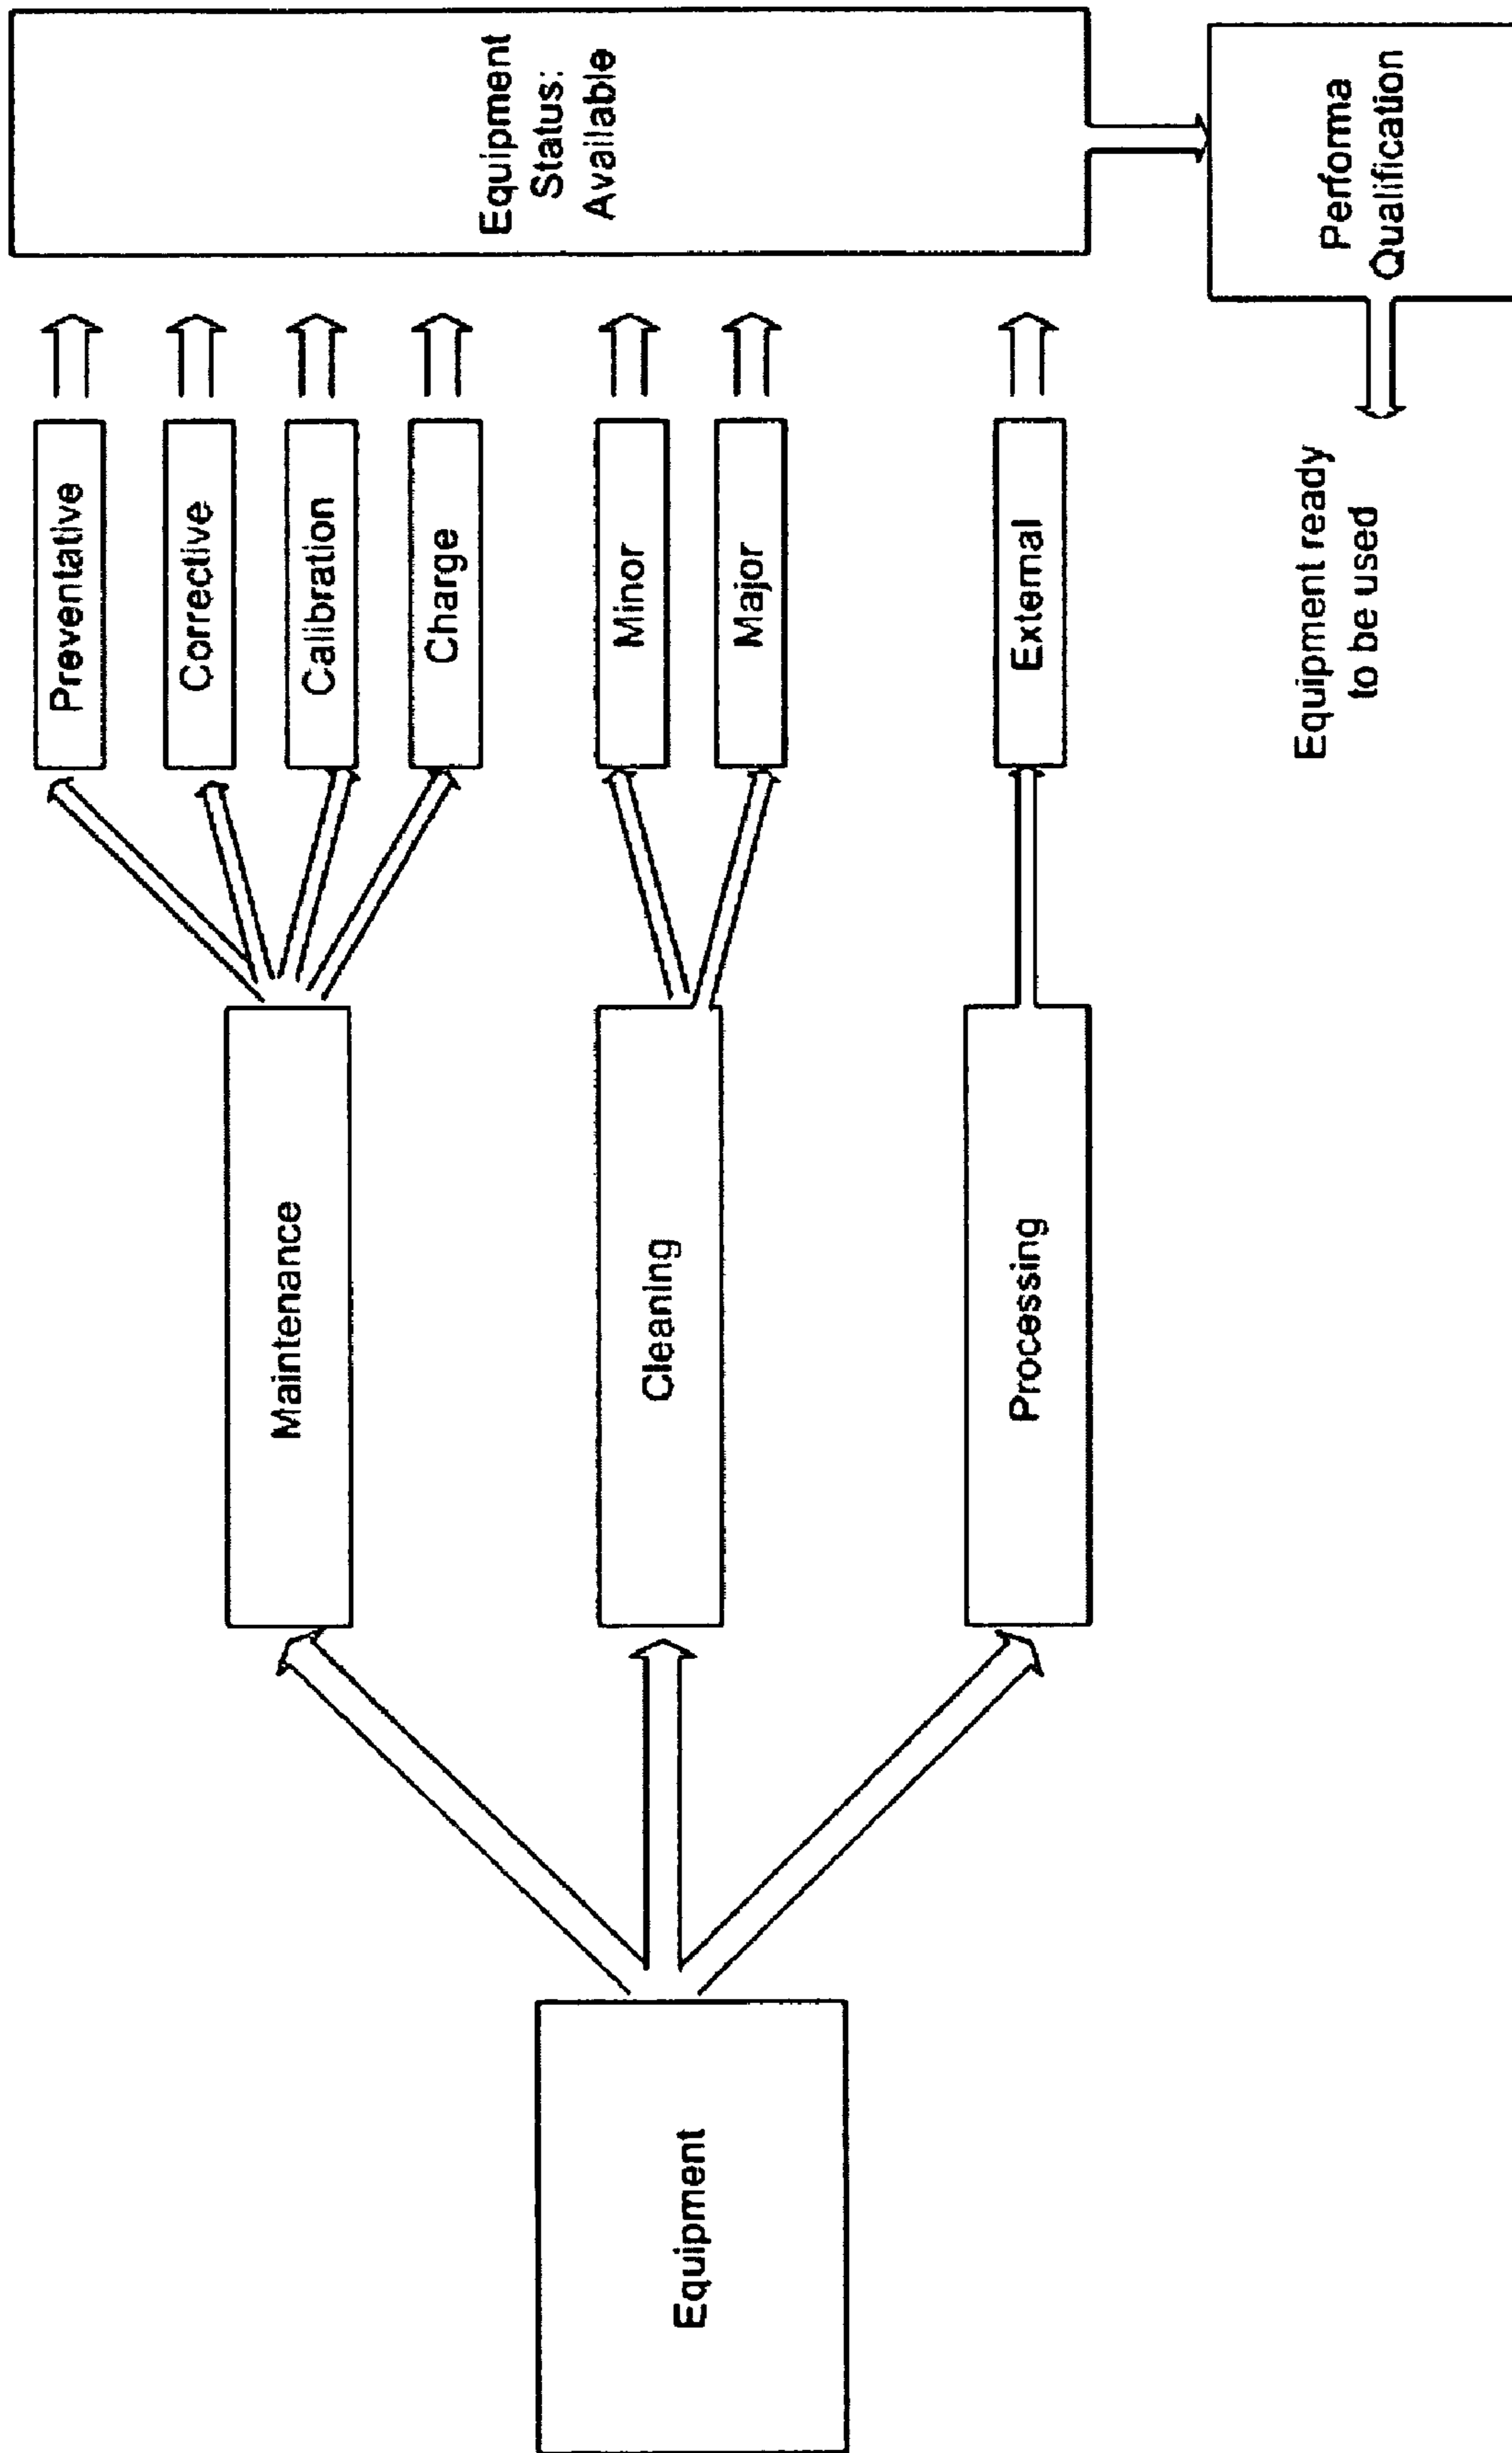 Equipment
Maintenance
Cleaning
Processing
Preventative
Corrective
Calibration
Charge
Minor
Major
External
Equipment
Status:
Available
Performa
Qualification
Equipment ready
to be used